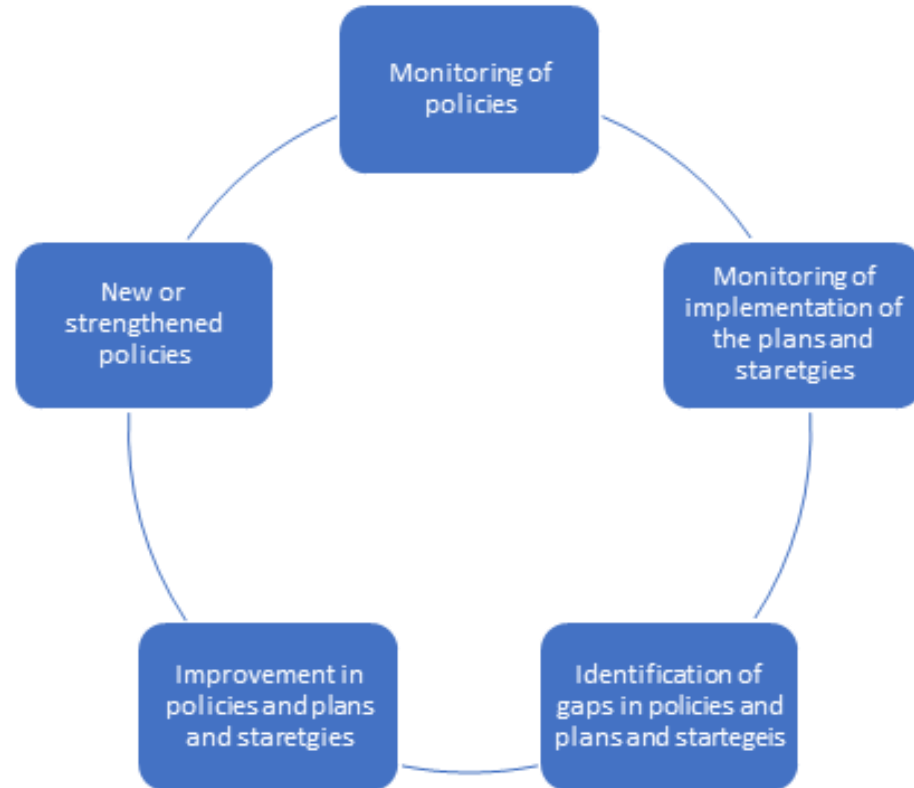 Monitoring of
policies
Monitoring of
implementation of
the plans and
staretgies
Identification of
gaps in policies and
plans and startegeis
Improvement in
policies and plans
and staretgies
New or
strengthened
policies